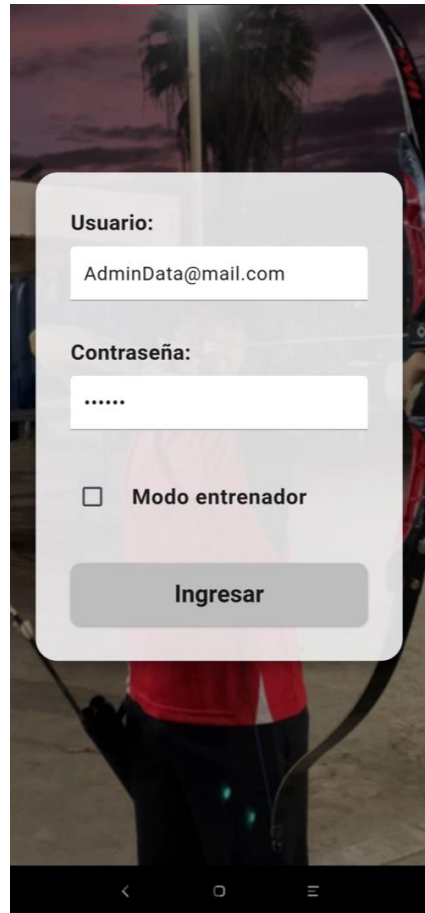 Usuario:
AdminData@mail.com
Contraseña:
••••••
Modo entrenador
Ingresar